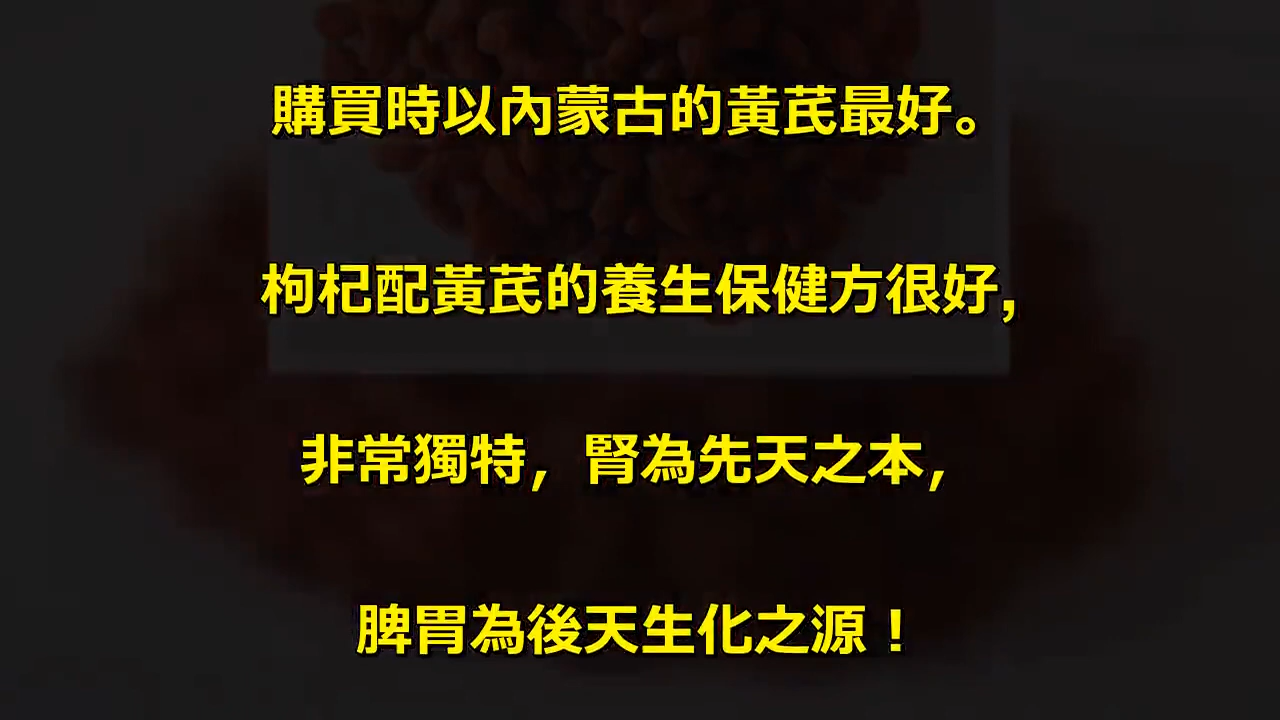 購買時以內蒙古的黃芪最好。
枸杞配黃芪的養生保健方很好,
非常獨特,腎為先天之本,
脾胃為後天生化之源！